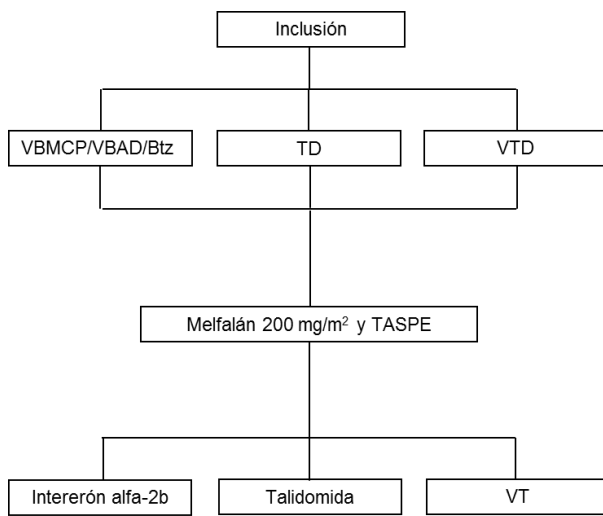 Inclusión
VBMCP/VBAD/Btz
TD
VTD
Melfalán 200 mg/m² y TASPE
Intererón alfa-2b
Talidomida
VT